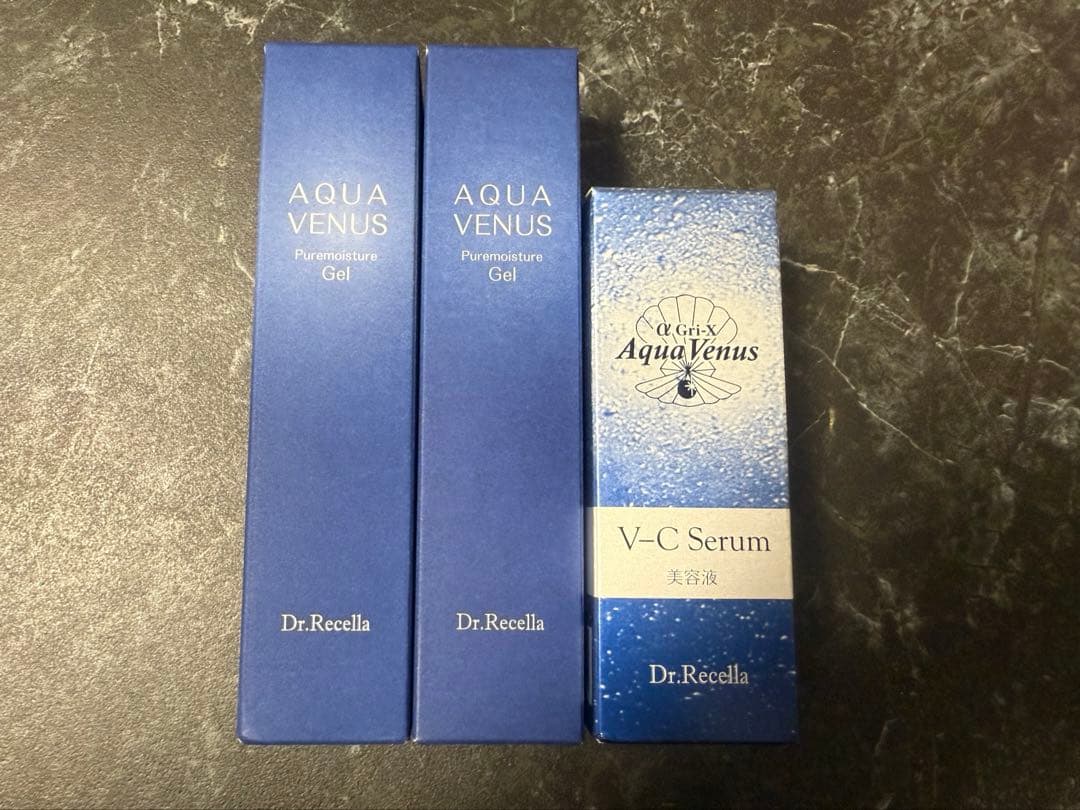 AQUA
VENUS
Puremoisture
Gel
Dr.Recella
AQUA
VENUS
Puremoisture
Gel
Dr.Recella
α Gri-X
Aqua Venus
V-C Serum
美容液
Dr.Recella